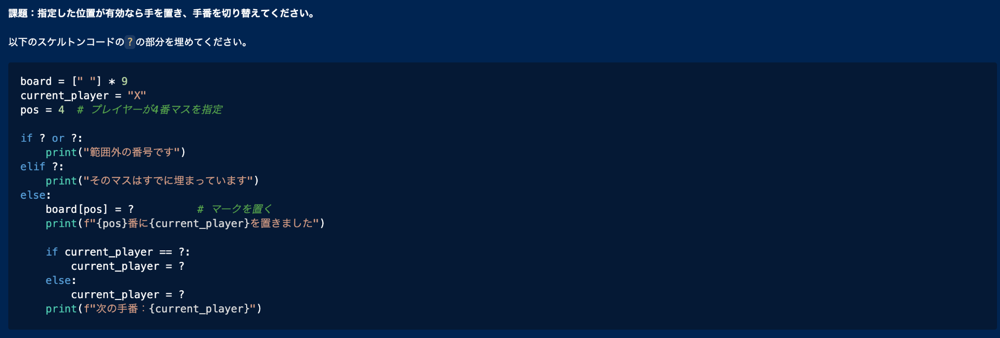 課題：指定した位置が有効なら手を置き、手番を切り替えてください。
以下のスケルトンコードの?の部分を埋めてください。
board = [" "] * 9
current_player = "X"
pos = 4  # プレイヤーが4番マスを指定
if ? or ?:
    print("範囲外の番号です")
elif ?:
    print("そのマスはすでに埋まっています")
else:
    board[pos] = ?          # マークを置く
    print(f"{pos}番に{current_player}を置きました")
    if current_player == ?:
        current_player = ?
    else:
        current_player = ?
    print(f"次の手番：{current_player}")